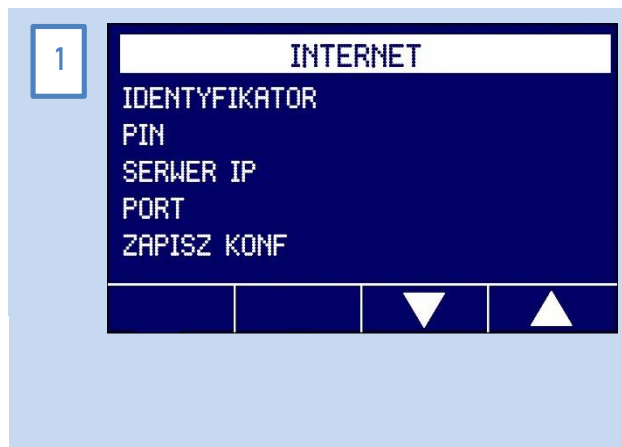 1
INTERNET
IDENTYFIKATOR
PIN
SERWER IP
PORT
ZAPISZ KONF